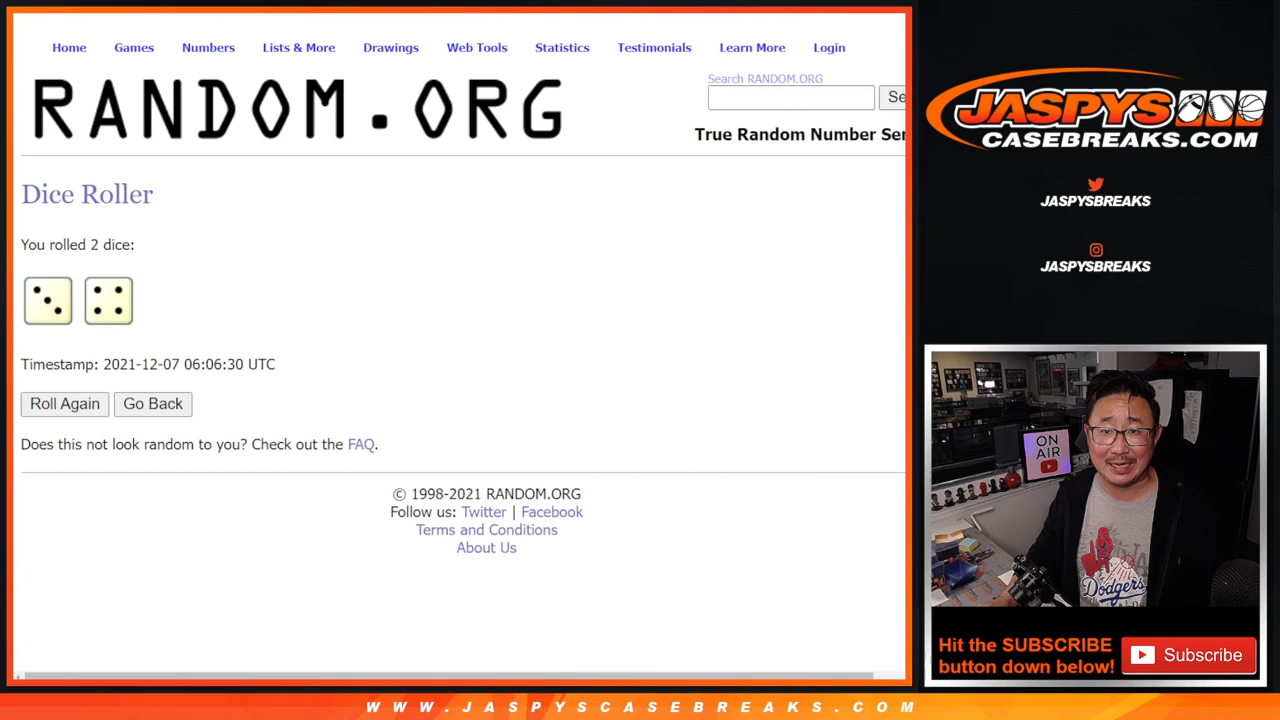 Home Games Numbers Lists & More Drawings Web Tools Statistics Testimonials Learn More Login
RANDOM.ORG
Search RANDOM.ORG
Se
True Random Number Ser
Dice Roller
You rolled 2 dice:
Timestamp: 2021-12-07 06:06:30 UTC
Roll Again Go Back
Does this not look random to you? Check out the FAQ.
© 1998-2021 RANDOM.ORG
Follow us: Twitter | Facebook
Terms and Conditions
About Us
JASPYS
CASEBREAKS.COM
JASPYSBREAKS
JASPYSBREAKS
ON
AIR
Dodgers
Hit the SUBSCRIBE
button down below!
Subscribe
WWW.JASPYSCASEBREAKS.COM